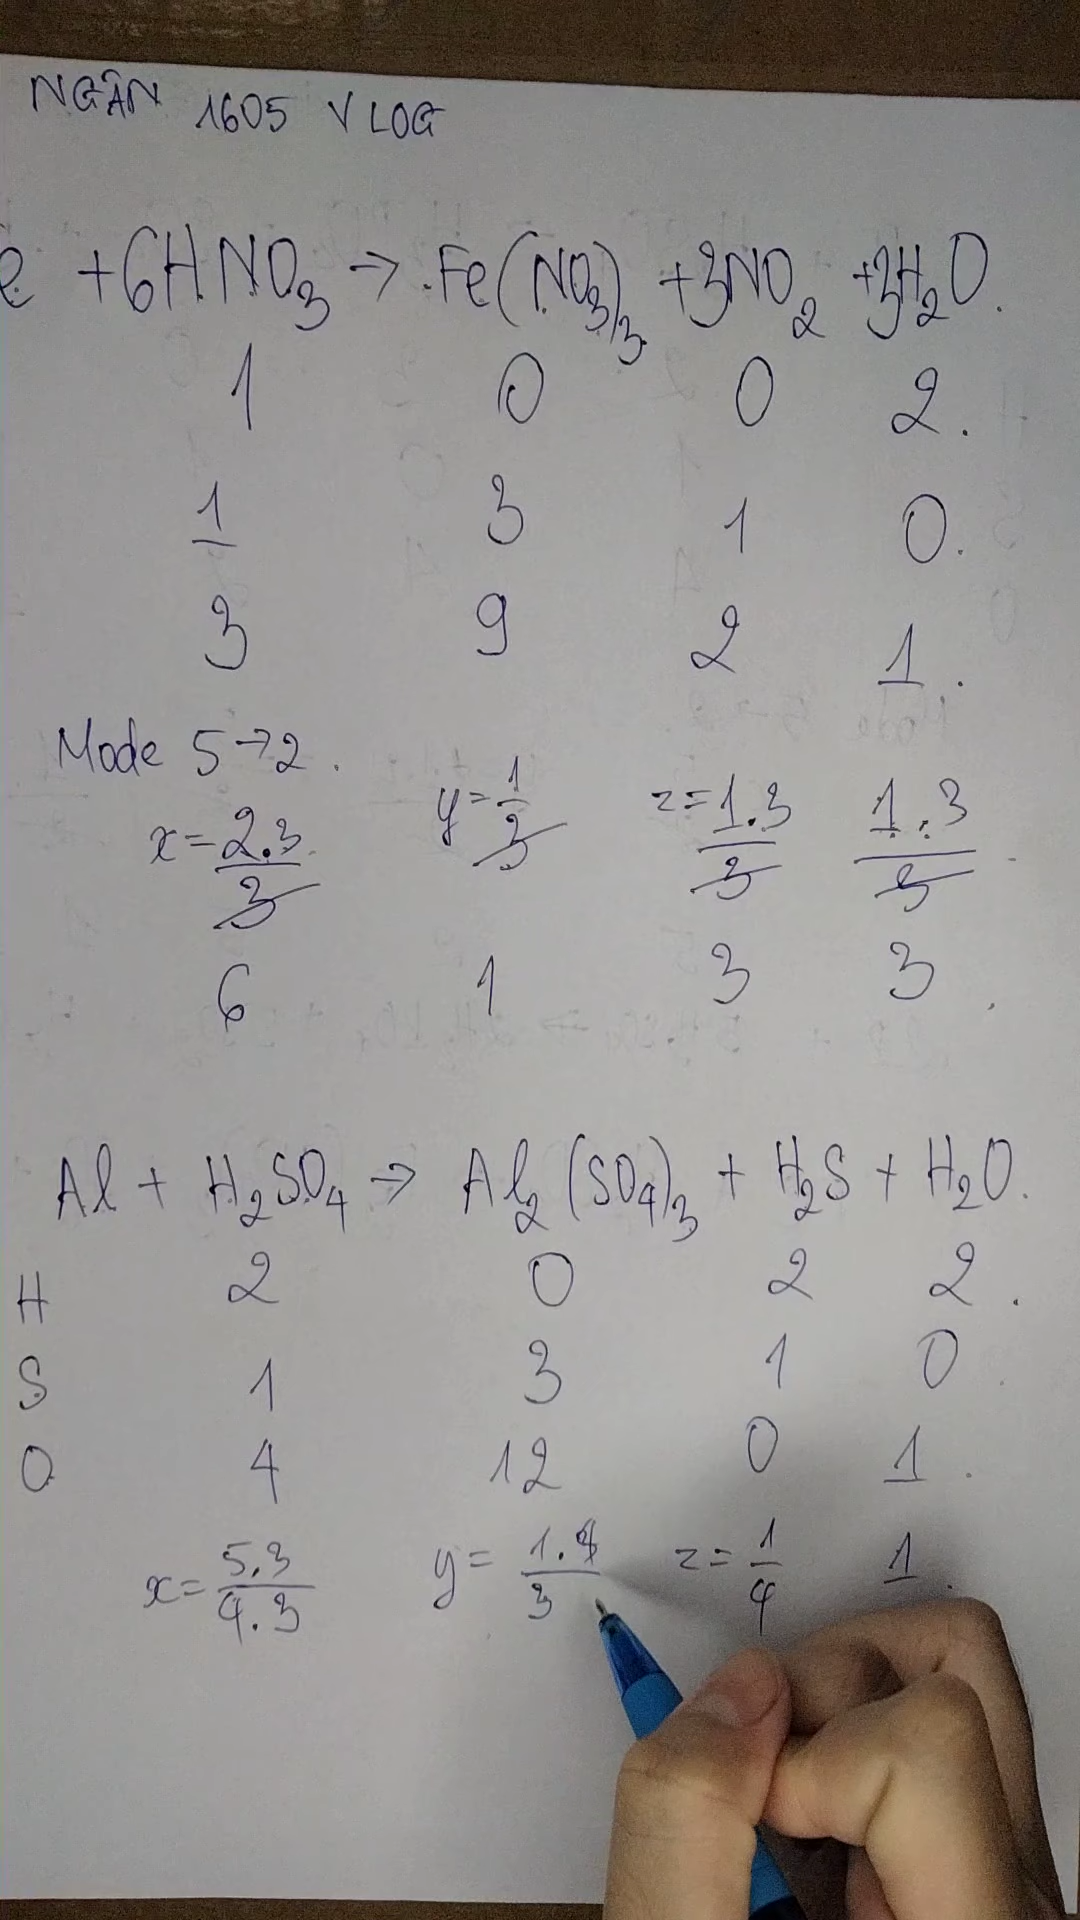 NGÂN 1605 VLOG
e + 6HNO₃ → Fe(NO₃)₃ + 3NO₂ + 3H₂O.
1 0 0 2.
1 3 1 0.
3 9 2 1.
Mode 5→2.
x = 2.3/3 y = 1/3 z = 1.3/3 1.3/3
6 1 3 3
Al + H₂SO₄ → Al₂(SO₄)₃ + H₂S + H₂O.
H 2 0 2 2.
S 1 3 1 0
O 4 12 0 1.
x = 5.3/4.3 y = 1.4/3 z = 1/4 1